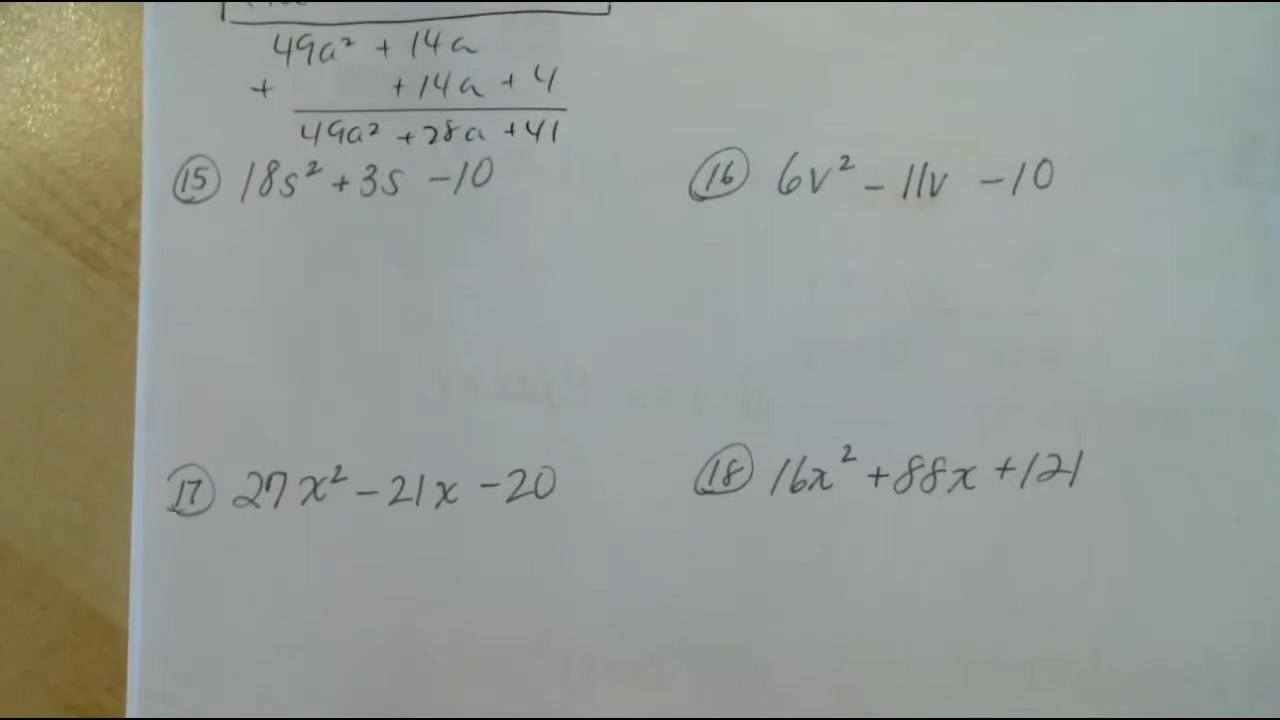 49a² + 14a
+ +14a + 4
49a² + 28a + 41
15 18s² + 3s - 10
16 6v² - 11v - 10
17 27x² - 21x - 20
18 16x² + 88x + 121